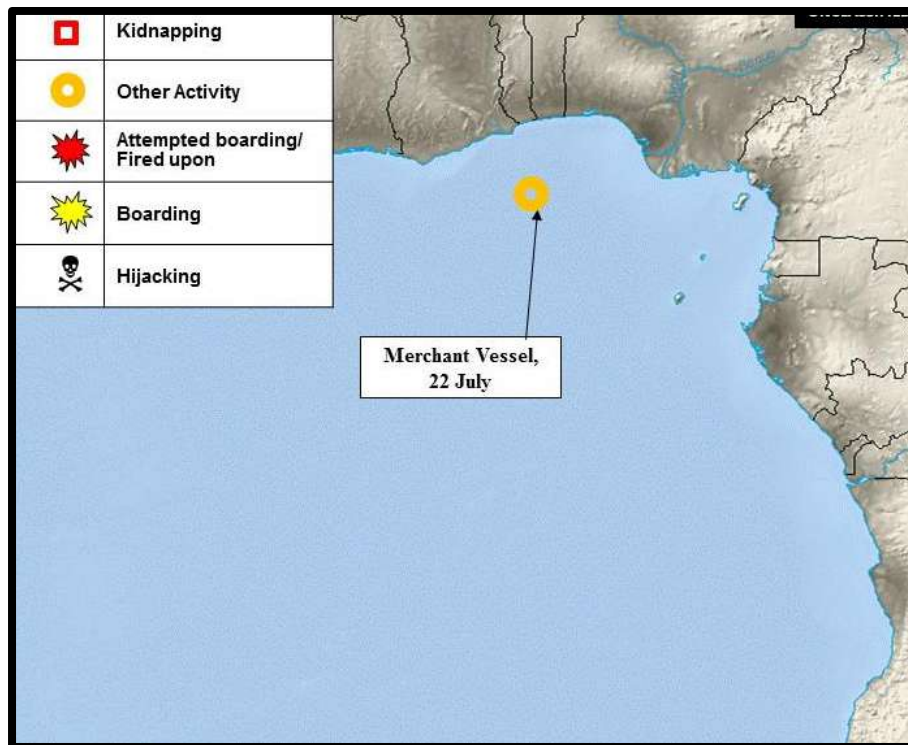 Kidnapping
Other Activity
Attempted boarding/
Fired upon
Boarding
Hijacking
Merchant Vessel,
22 July